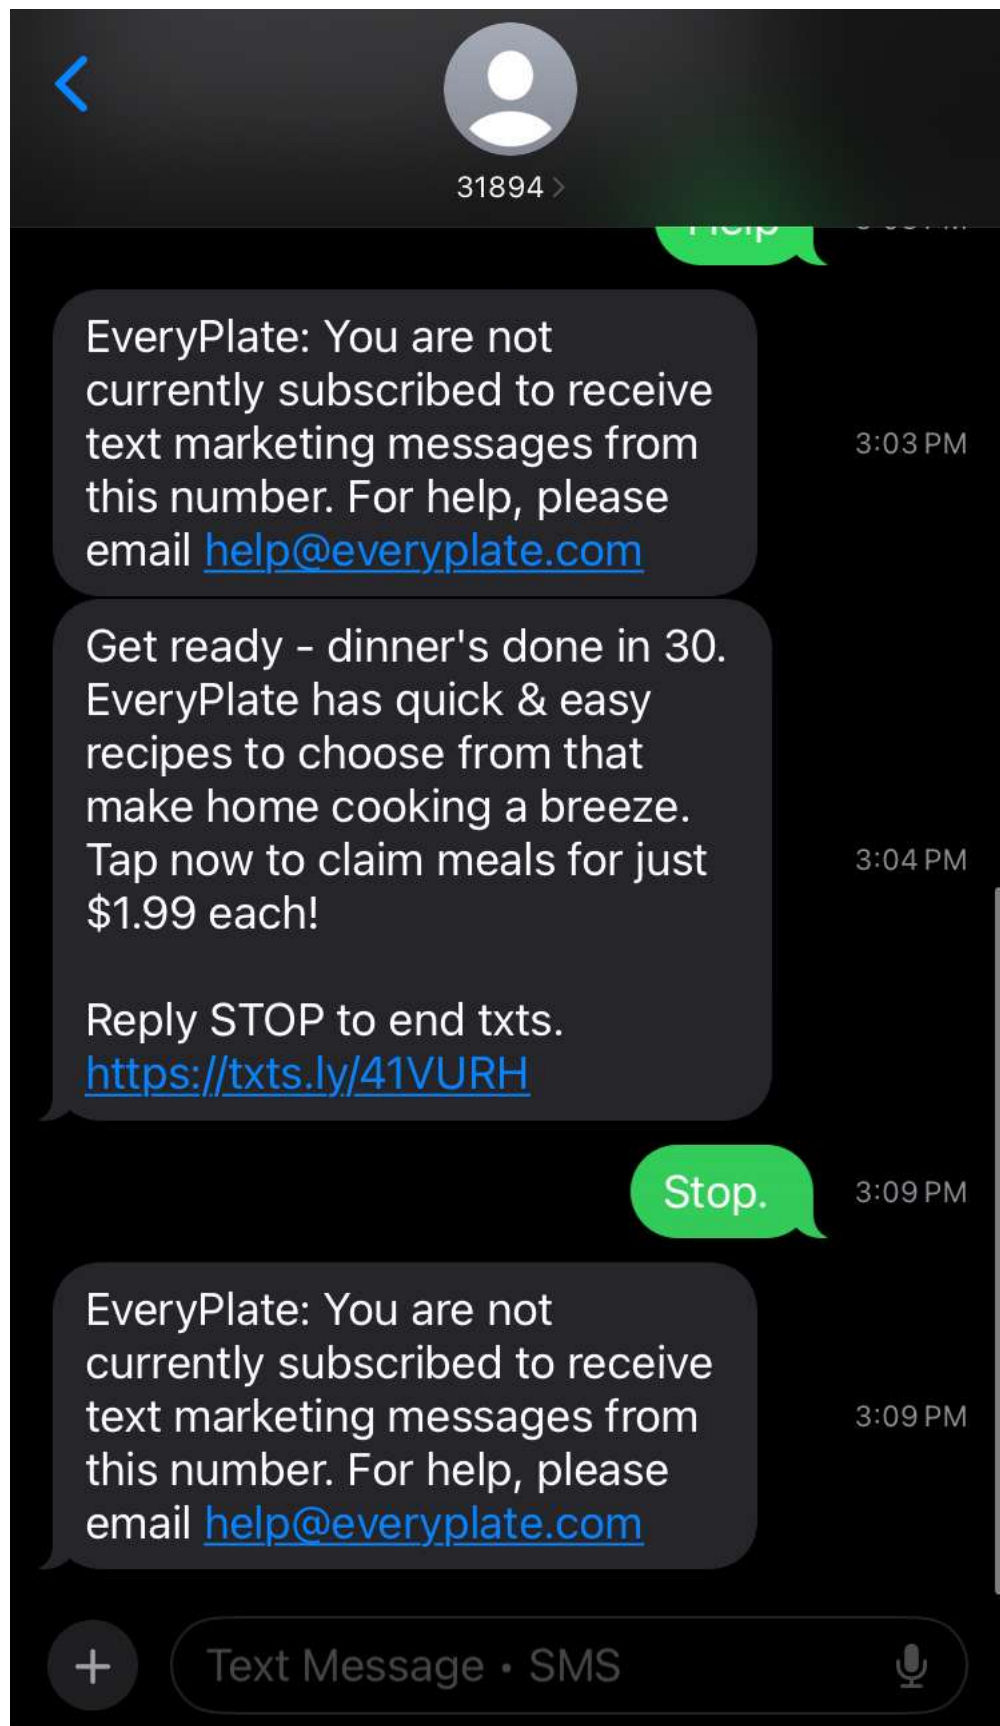 31894
Help
EveryPlate: You are not
currently subscribed to receive
text marketing messages from
this number. For help, please
email help@everyplate.com
3:03 PM
Get ready - dinner's done in 30.
EveryPlate has quick & easy
recipes to choose from that
make home cooking a breeze.
Tap now to claim meals for just
$1.99 each!
Reply STOP to end txts.
https://txts.ly/41VURH
3:04 PM
Stop.
3:09 PM
EveryPlate: You are not
currently subscribed to receive
text marketing messages from
this number. For help, please
email help@everyplate.com
3:09 PM
Text Message • SMS